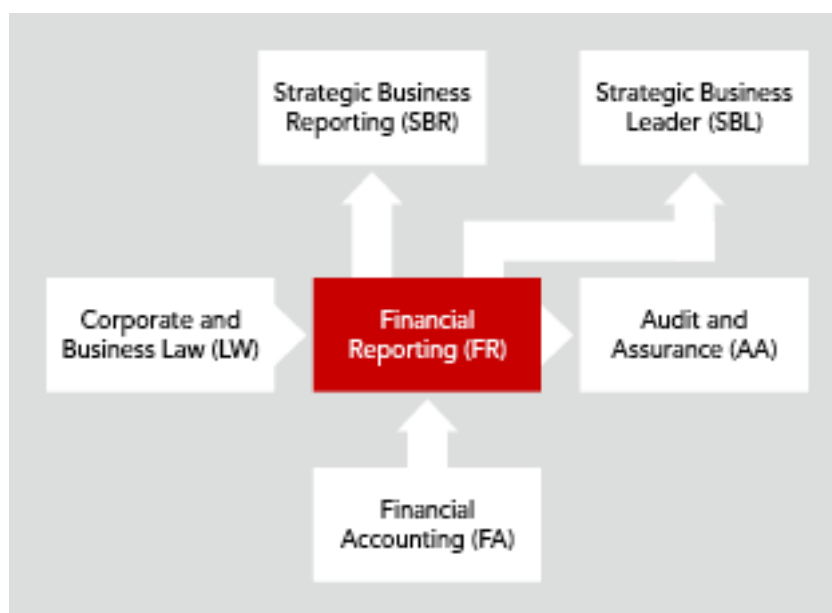 Strategic Business
Reporting (SBR)
Strategic Business
Leader (SBL)
Corporate and
Business Law (LW)
Financial
Reporting (FR)
Audit and
Assurance (AA)
Financial
Accounting (FA)